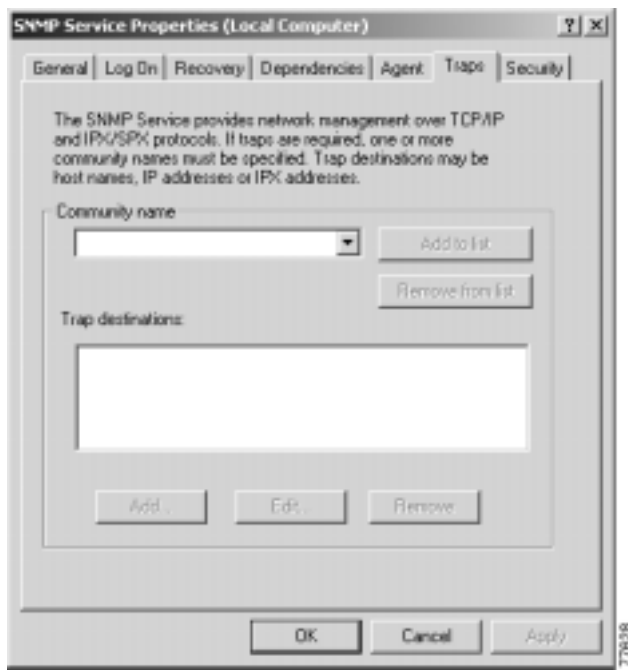 SNMP Service Properties (Local Computer)
? X
General Log On Recovery Dependencies Agent Traps Security
The SNMP Service provides network management over TCP/IP
and IPX/SPX protocols. If traps are required, one or more
community names must be specified. Trap destinations may be
host names, IP addresses or IPX addresses.
Community name
Add to list
Remove from list
Trap destinations:
Add...
Edit...
Remove
OK
Cancel
Apply
77828